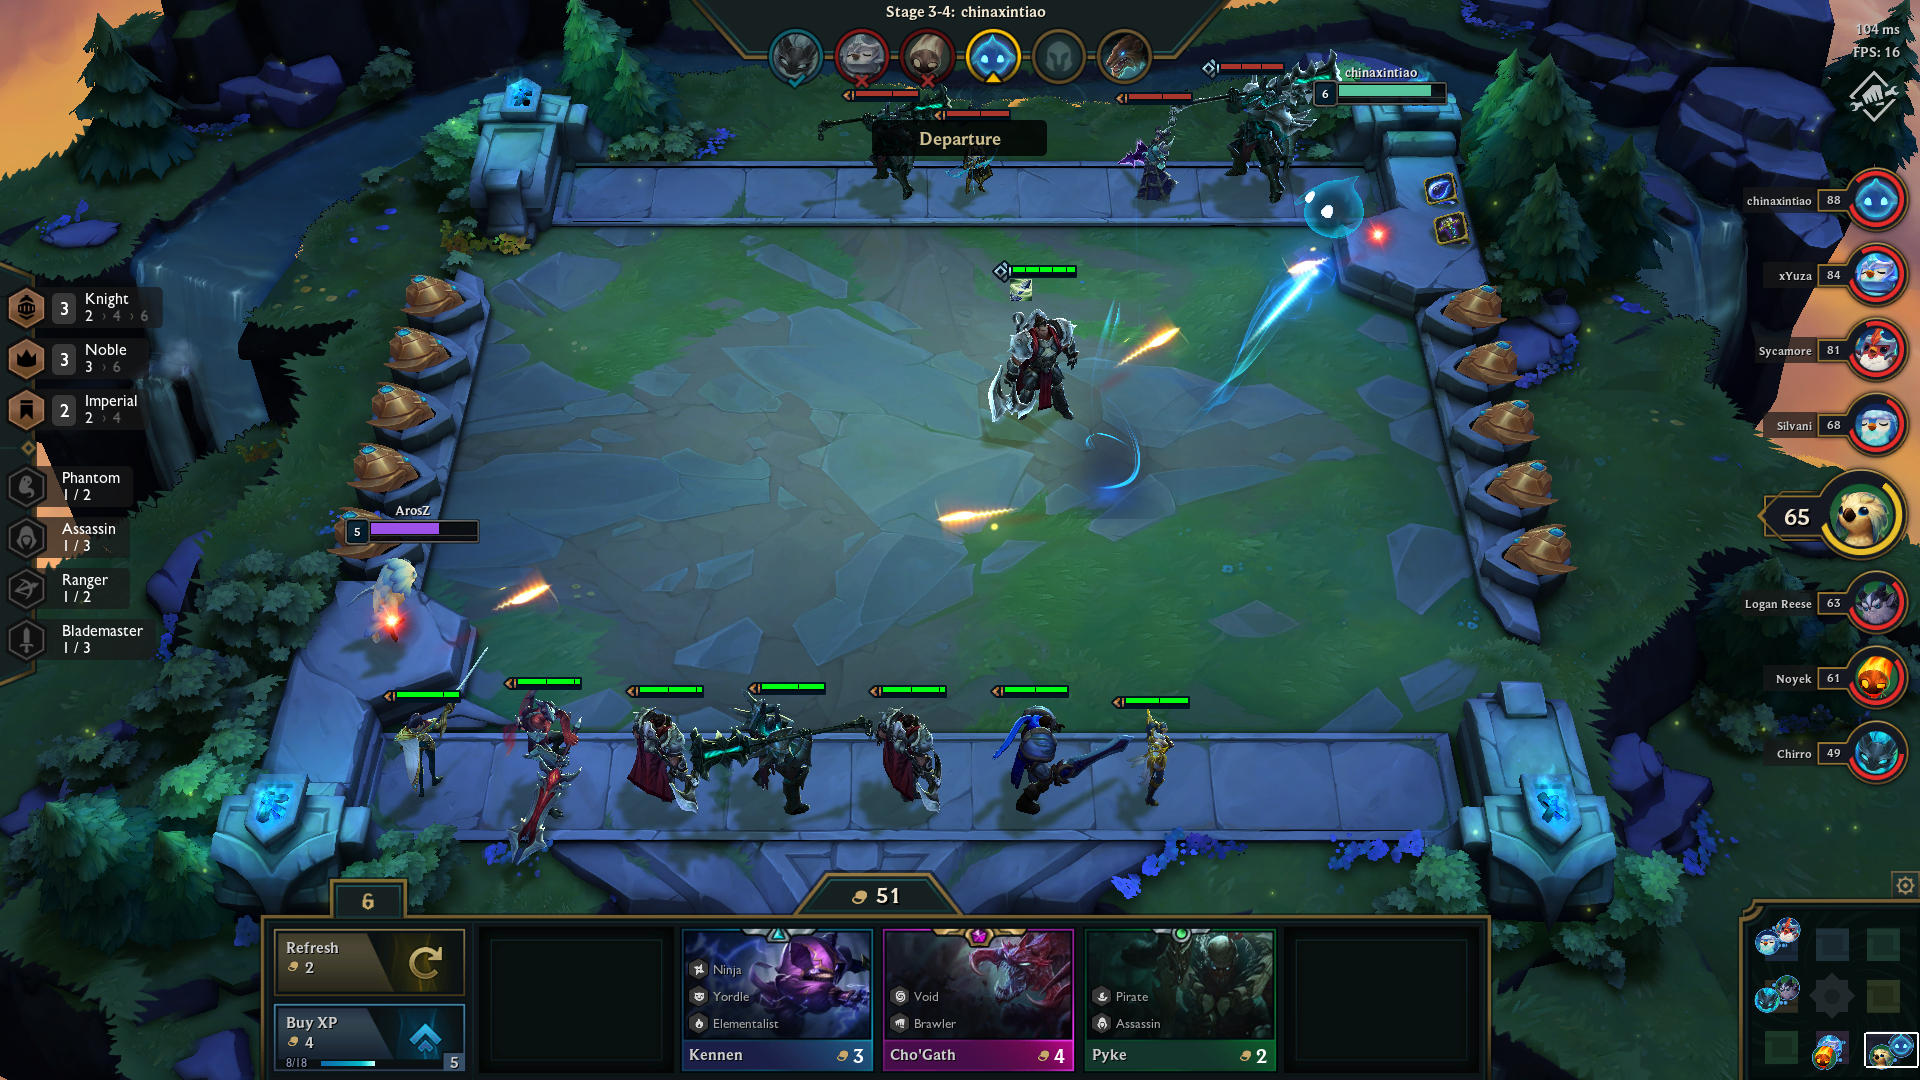 Stage 3-4: chinaxintiao
104 ms
FPS: 16
Departure
chinaxintiao
6
chinaxintiao 88
xYuza 84
Sycamore 81
Silvani 68
65
Logan Reese 63
Noyek 61
Chirro 49
3 Knight
2 › 4 › 6
3 Noble
3 › 6
2 Imperial
2 › 4
Phantom
1 / 2
Assassin
1 / 3
Ranger
1 / 2
Blademaster
1 / 3
ArosZ
5
6
51
Refresh
2
Buy XP
4
8/18
5
Ninja
Yordle
Elementalist
Kennen 3
Void
Brawler
Cho'Gath 4
Pirate
Assassin
Pyke 2